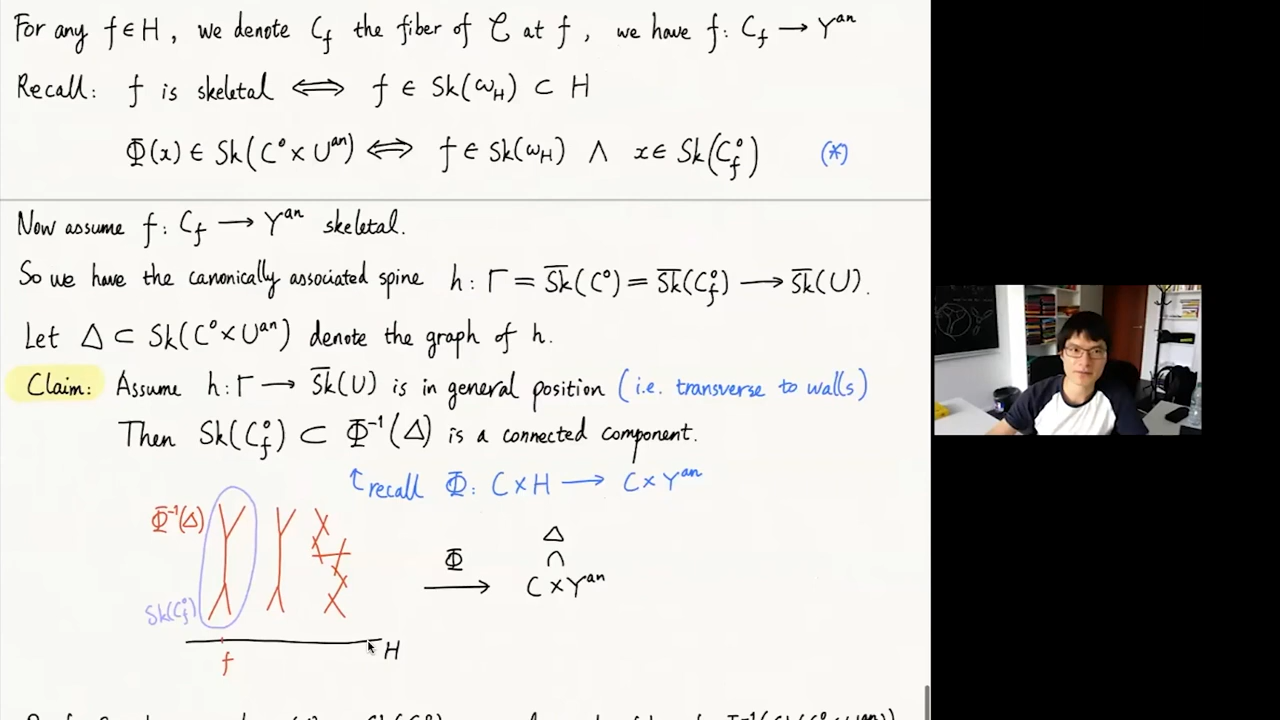 For any f ∈ H, we denote C_f the fiber of 𝒞 at f, we have f: C_f → Y^an
Recall: f is skeletal ⟺ f ∈ Sk(ω_H) ⊂ H
Φ(x) ∈ Sk(C° × U^an) ⟺ f ∈ Sk(ω_H) ∧ x ∈ Sk(C_f°) (*)
Now assume f: C_f → Y^an skeletal.
So we have the canonically associated spine h: Γ = S̅k̅(C°) = S̅k̅(C_f°) → S̅k̅(U).
Let Δ ⊂ Sk(C° × U^an) denote the graph of h.
Claim: Assume h: Γ → S̅k̅(U) is in general position (i.e. transverse to walls)
Then Sk(C_f°) ⊂ Φ^-1(Δ) is a connected component.
↑ recall Φ: C × H → C × Y^an
Φ^-1(Δ)
Δ
Φ
∩
→
C × Y^an
Sk(C_f°)
H
f